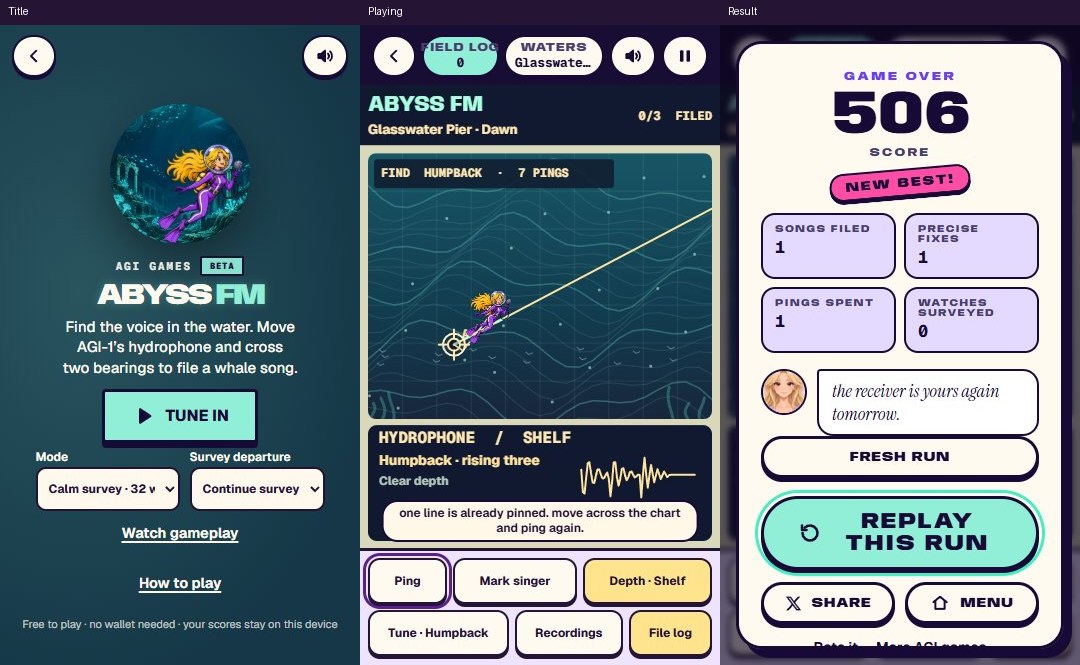 Title
AGI GAMES BETA
ABYSS FM
Find the voice in the water. Move
AGI-1's hydrophone and cross
two bearings to file a whale song.
TUNE IN
Mode
Survey departure
Calm survey · 32
Continue survey
Watch gameplay
How to play
Free to play · no wallet needed · your scores stay on this device
Playing
FIELD LOG
0
WATERS
Glasswate…
ABYSS FM
Glasswater Pier · Dawn
0/3 FILED
FIND HUMPBACK · 7 PINGS
HYDROPHONE / SHELF
Humpback · rising three
Clear depth
one line is already pinned. move across the chart
and ping again.
Ping
Mark singer
Depth · Shelf
Tune · Humpback
Recordings
File log
Result
GAME OVER
506
SCORE
NEW BEST!
SONGS FILED
1
PRECISE
FIXES
1
PINGS SPENT
1
WATCHES
SURVEYED
0
the receiver is yours again
tomorrow.
FRESH RUN
REPLAY
THIS RUN
SHARE
MENU
More AGI games